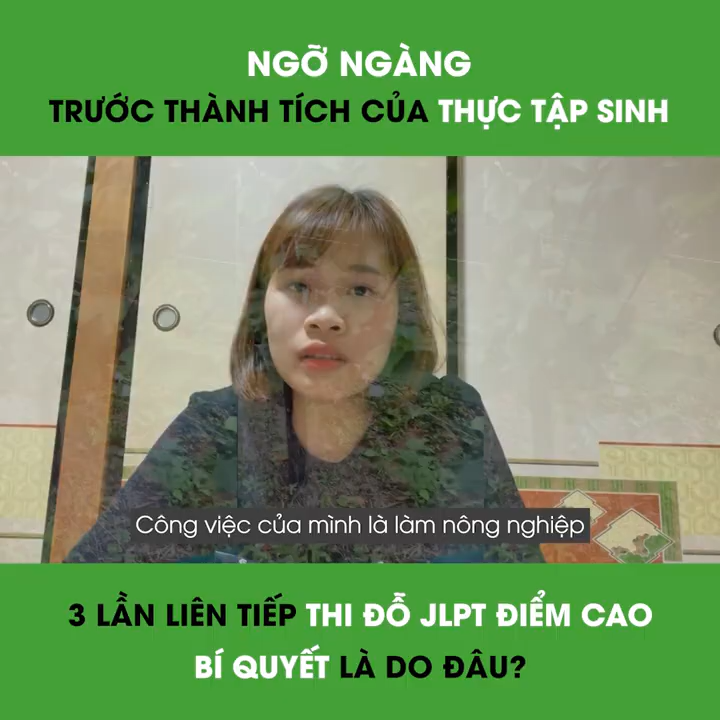 NGỠ NGÀNG
TRƯỚC THÀNH TÍCH CỦA THỰC TẬP SINH
Công việc của mình là làm nông nghiệp
3 LẦN LIÊN TIẾP THI ĐỖ JLPT ĐIỂM CAO
BÍ QUYẾT LÀ DO ĐÂU?